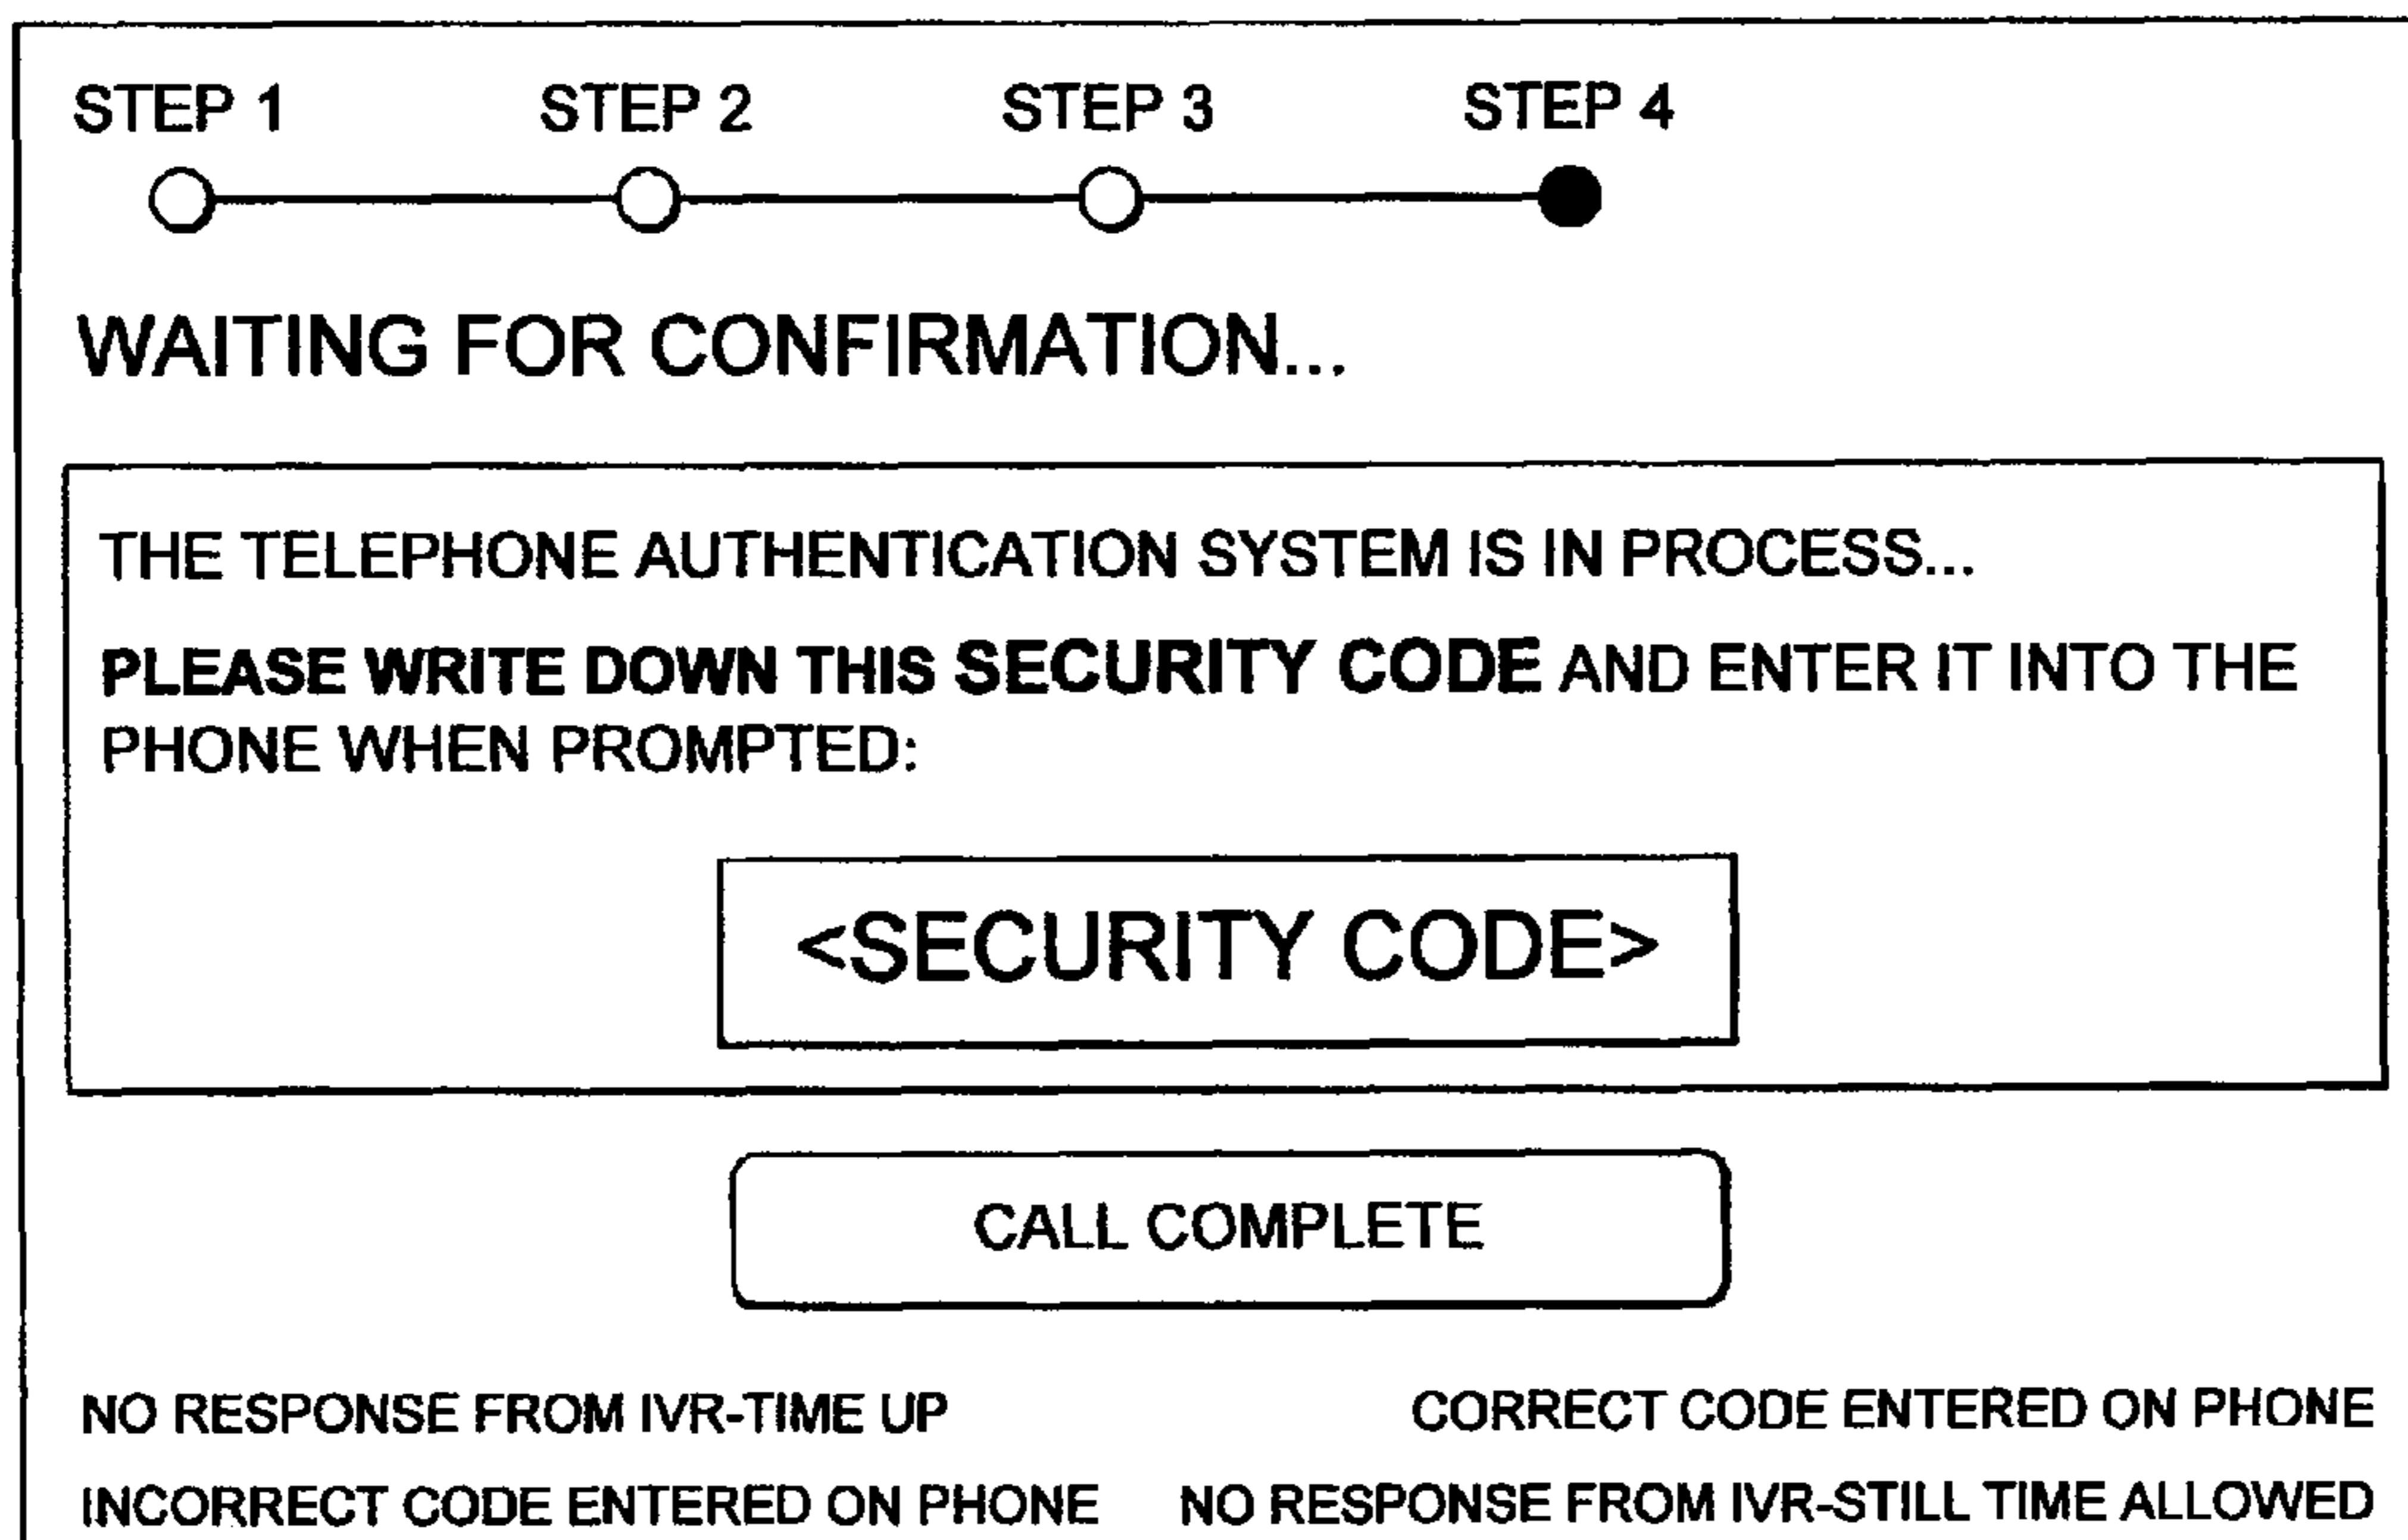 STEP 1 STEP 2 STEP 3 STEP 4
WAITING FOR CONFIRMATION...
THE TELEPHONE AUTHENTICATION SYSTEM IS IN PROCESS...
PLEASE WRITE DOWN THIS SECURITY CODE AND ENTER IT INTO THE
PHONE WHEN PROMPTED:
<SECURITY CODE>
CALL COMPLETE
NO RESPONSE FROM IVR-TIME UP CORRECT CODE ENTERED ON PHONE
INCORRECT CODE ENTERED ON PHONE NO RESPONSE FROM IVR-STILL TIME ALLOWED